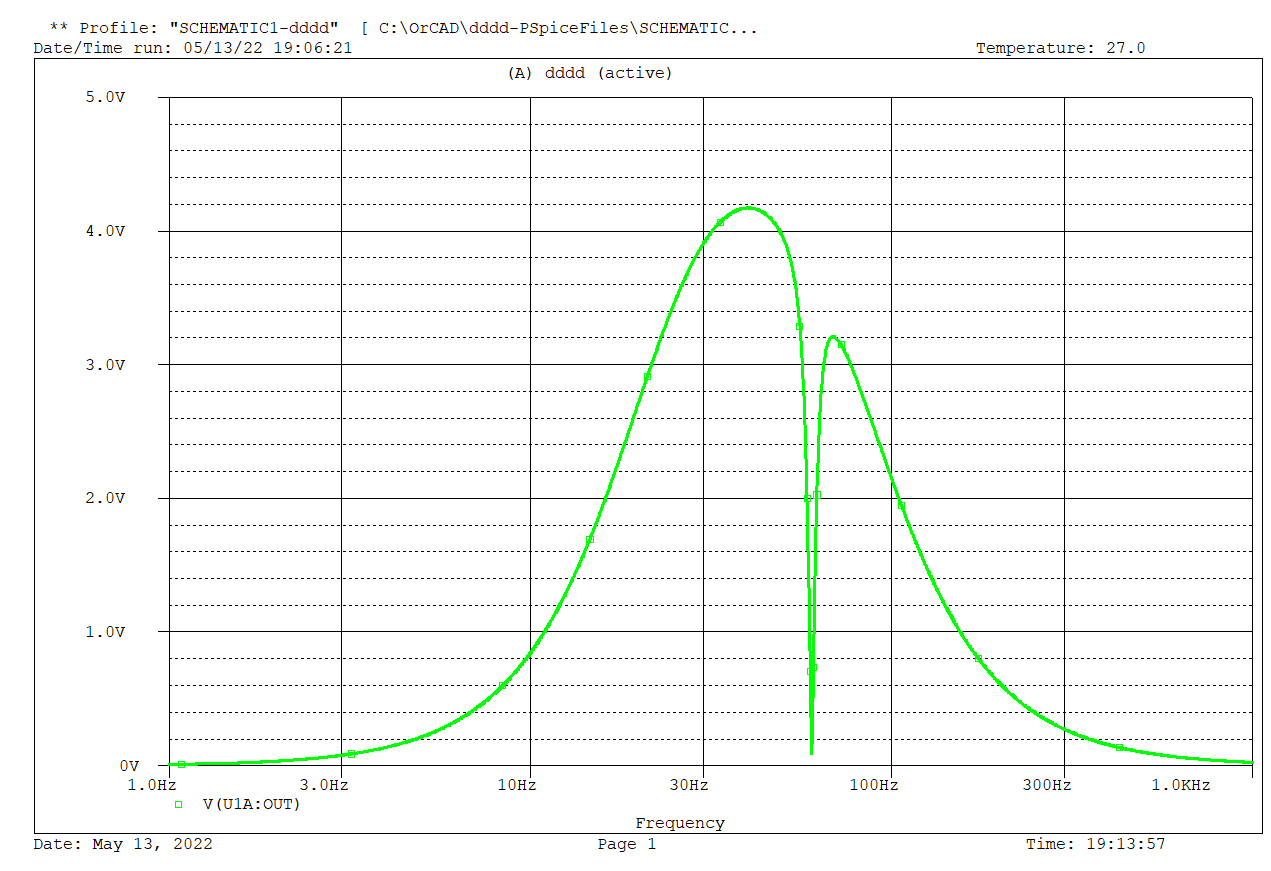 ** Profile: "SCHEMATIC1-dddd"  [ C:\OrCAD\dddd-PSpiceFiles\SCHEMATIC...
Date/Time run: 05/13/22 19:06:21 Temperature: 27.0
(A) dddd (active)
5.0V
4.0V
3.0V
2.0V
1.0V
0V
1.0Hz 3.0Hz 10Hz 30Hz 100Hz 300Hz 1.0KHz
V(U1A:OUT)
Frequency
Date: May 13, 2022 Page 1 Time: 19:13:57